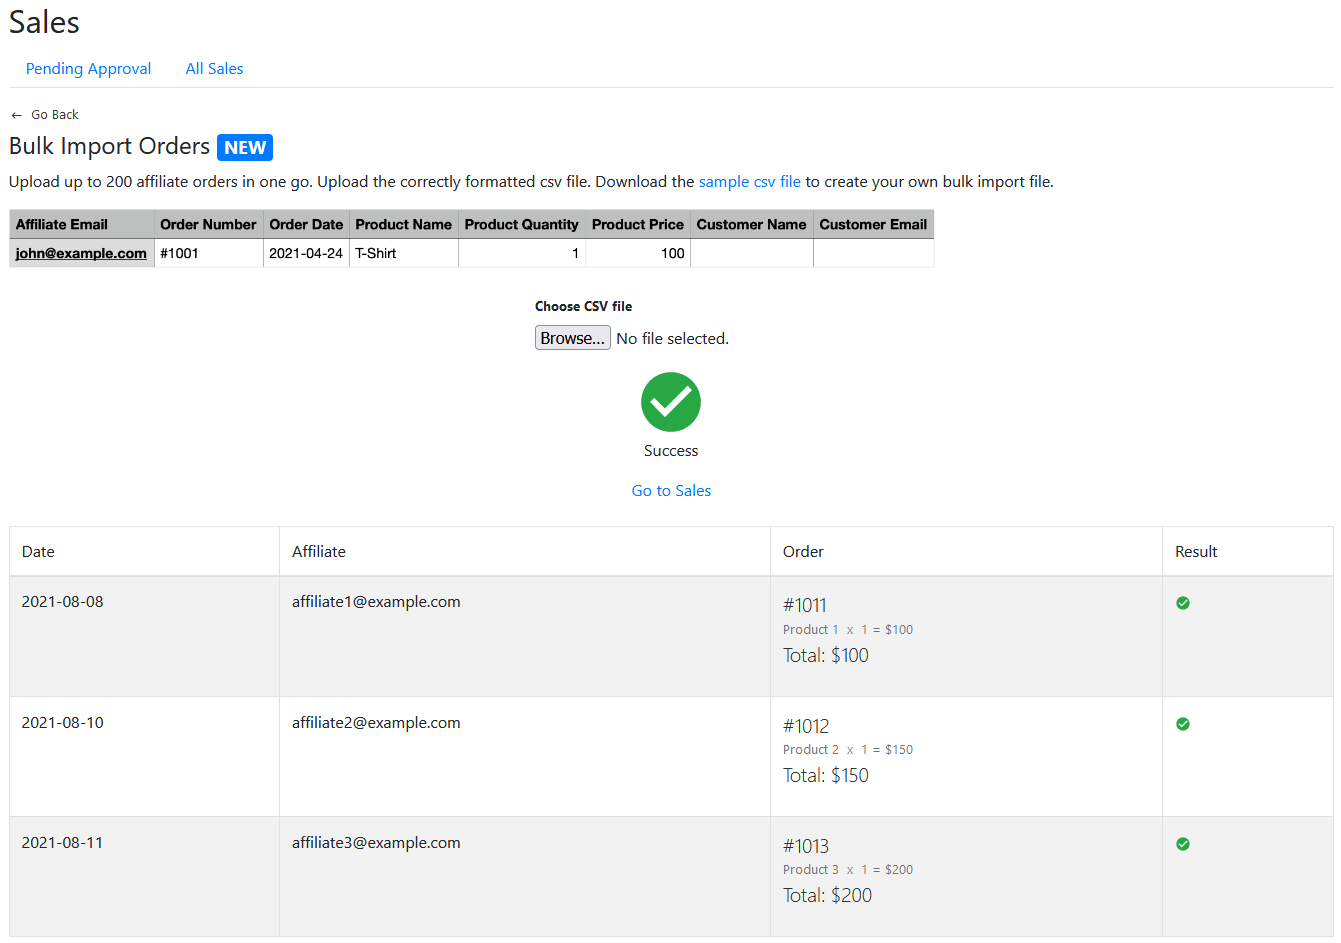 Sales
Pending Approval All Sales
← Go Back
Bulk Import Orders NEW
Upload up to 200 affiliate orders in one go. Upload the correctly formatted csv file. Download the sample csv file to create your own bulk import file.
Affiliate Email Order Number Order Date Product Name Product Quantity Product Price Customer Name Customer Email
john@example.com #1001 2021-04-24 T-Shirt 1 100
Choose CSV file
Browse... No file selected.
Success
Go to Sales
Date Affiliate Order Result
2021-08-08 affiliate1@example.com #1011
Product 1 x 1 = $100
Total: $100
2021-08-10 affiliate2@example.com #1012
Product 2 x 1 = $150
Total: $150
2021-08-11 affiliate3@example.com #1013
Product 3 x 1 = $200
Total: $200